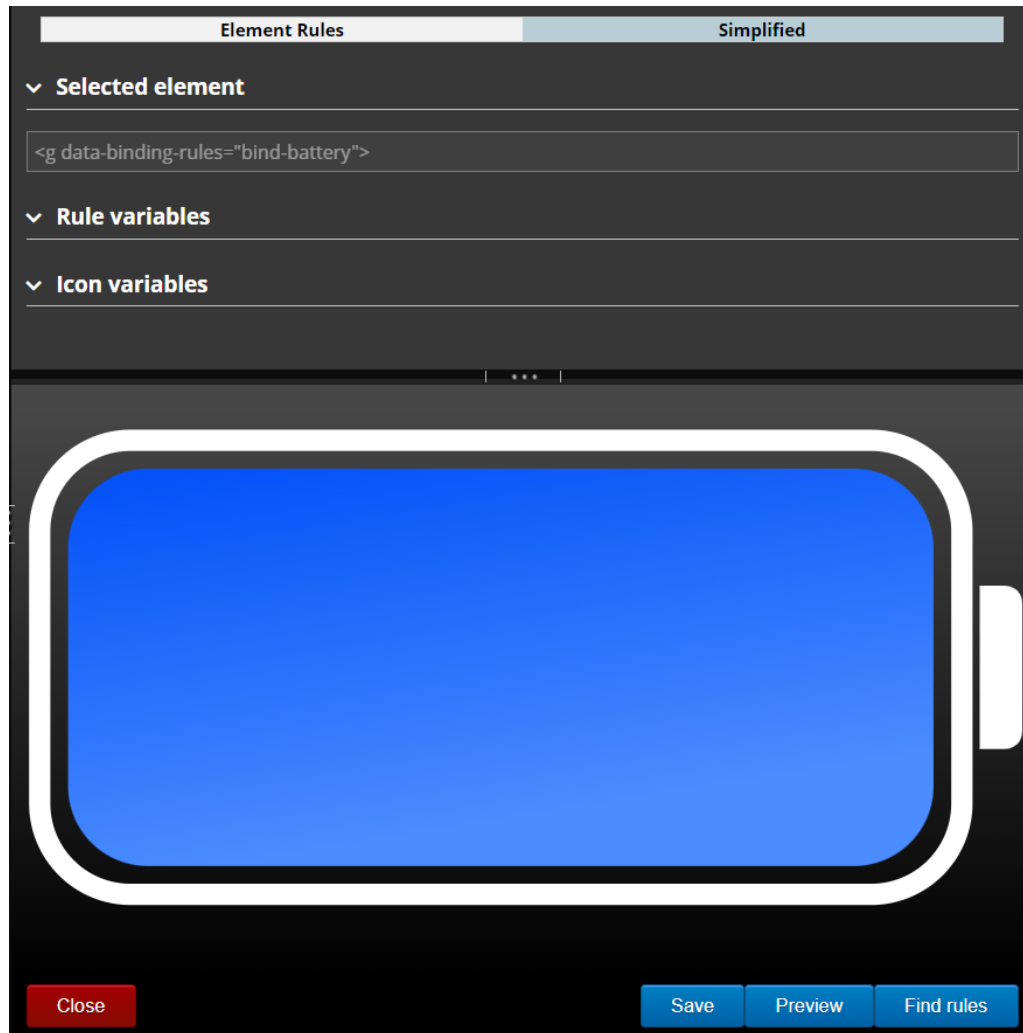 Element Rules
Simplified
Selected element
<g data-binding-rules="bind-battery">
Rule variables
Icon variables
Close
Save
Preview
Find rules